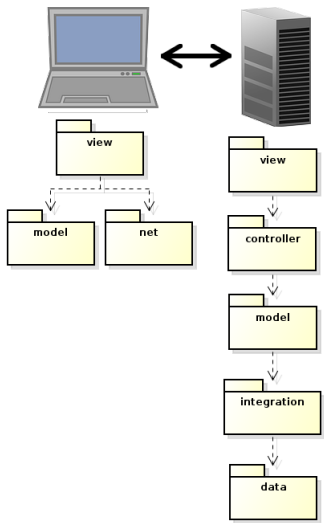 view
model
net
view
controller
model
integration
data